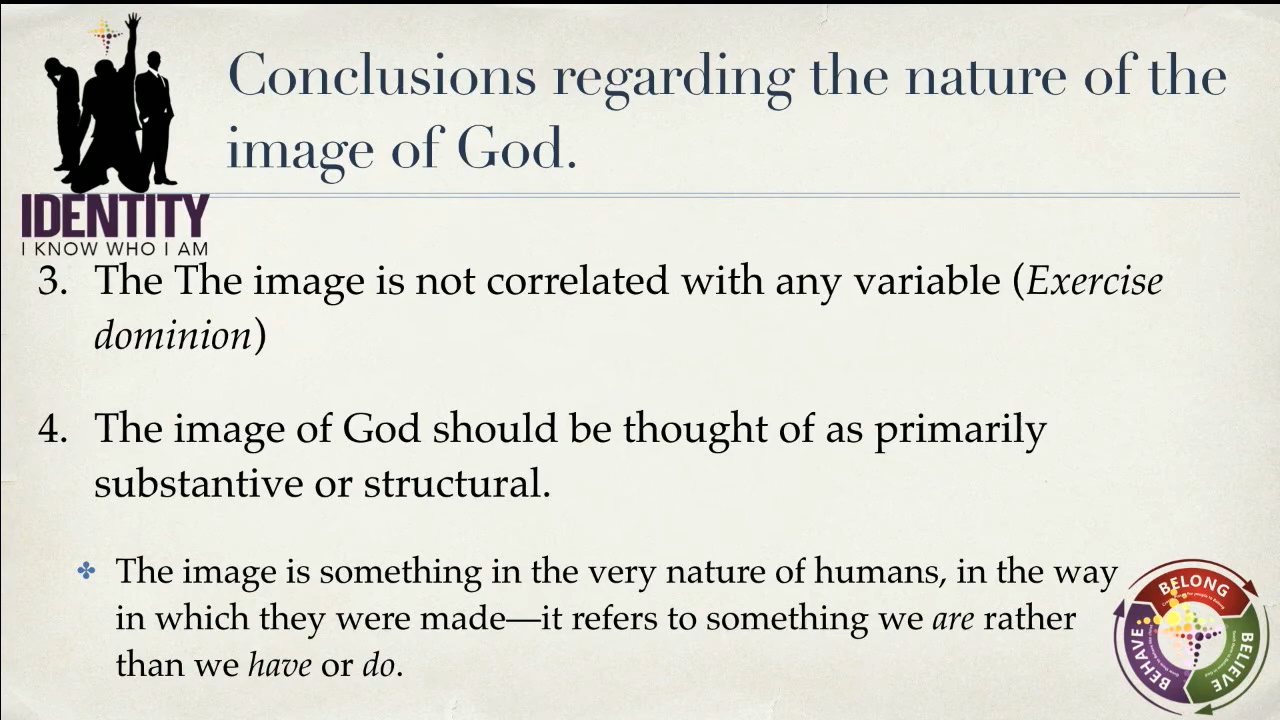 Conclusions regarding the nature of the
image of God.
IDENTITY
I KNOW WHO I AM
3. The The image is not correlated with any variable (Exercise
dominion)
4. The image of God should be thought of as primarily
substantive or structural.
The image is something in the very nature of humans, in the way
in which they were made—it refers to something we are rather
than we have or do.
BELONG
BELIEVE
BEHAVE